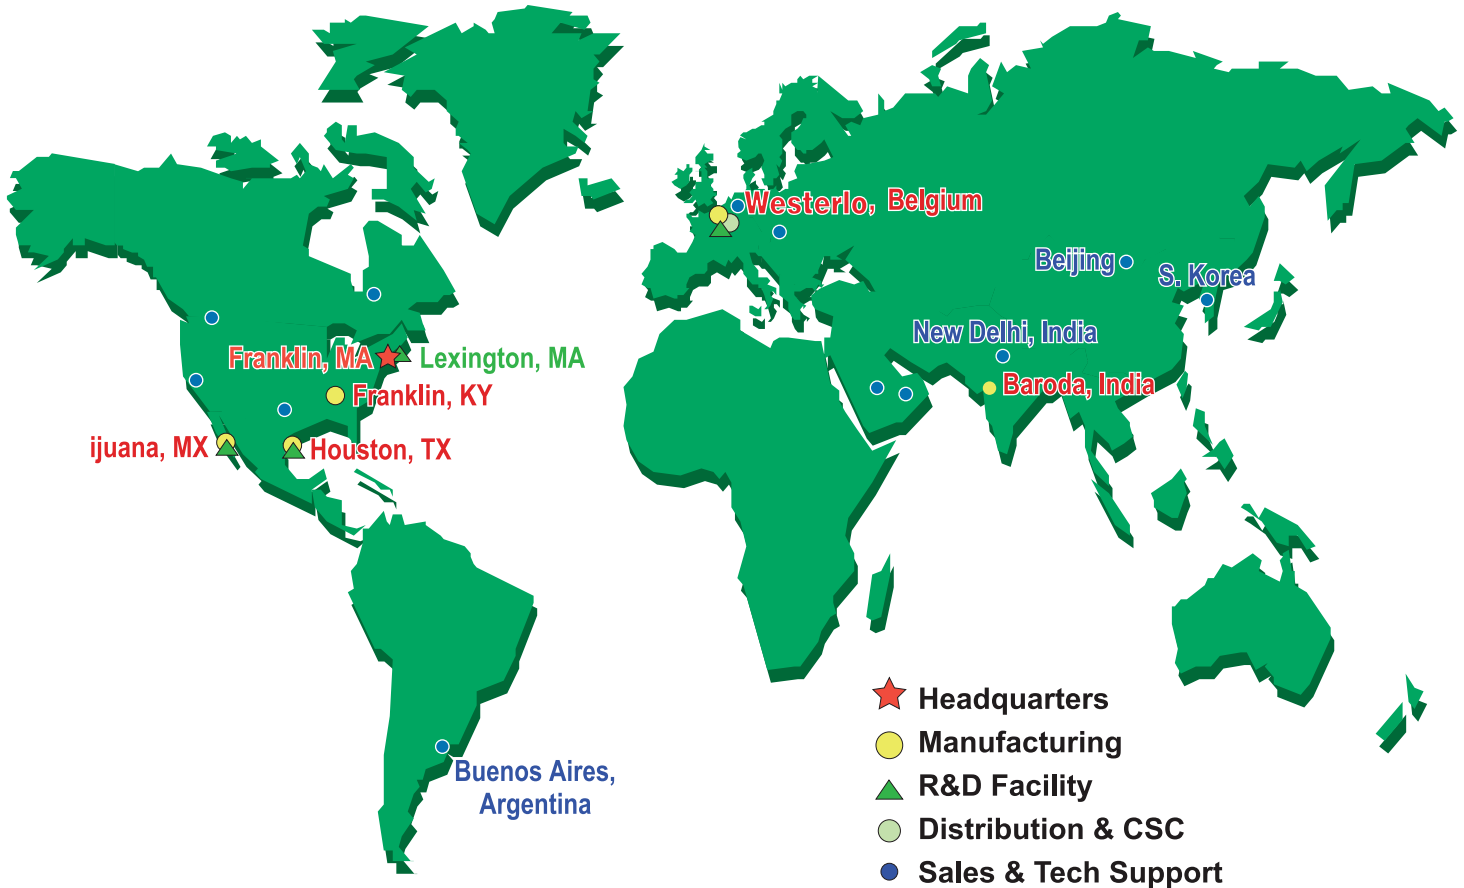 Westerlo, Belgium
Beijing
S. Korea
New Delhi, India
Franklin, MA
Lexington, MA
Baroda, India
Franklin, KY
ijuana, MX
Houston, TX
Headquarters
Manufacturing
Buenos Aires,
Argentina
R&D Facility
Distribution & CSC
Sales & Tech Support